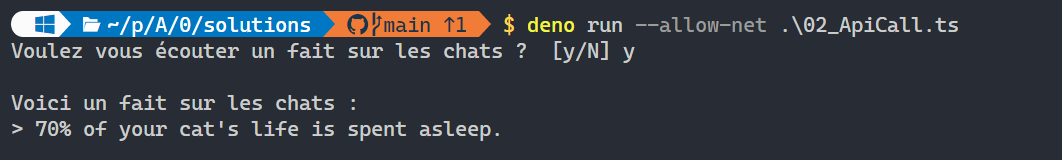 ~/p/A/0/solutions main ↑1 $ deno run --allow-net .\02_ApiCall.ts
Voulez vous écouter un fait sur les chats ?  [y/N] y
Voici un fait sur les chats :
> 70% of your cat's life is spent asleep.